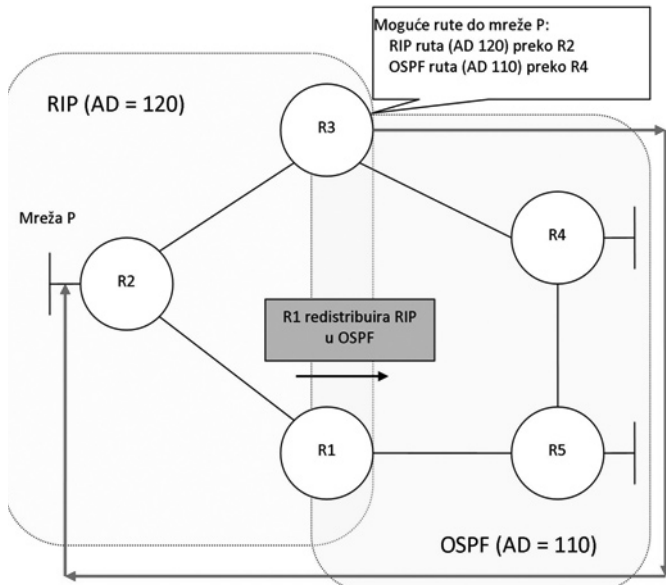 Moguće rute do mreže P:
RIP ruta (AD 120) preko R2
OSPF ruta (AD 110) preko R4
RIP (AD = 120)
R3
Mreža P
R4
R2
R1 redistribuira RIP
u OSPF
R1
R5
OSPF (AD = 110)